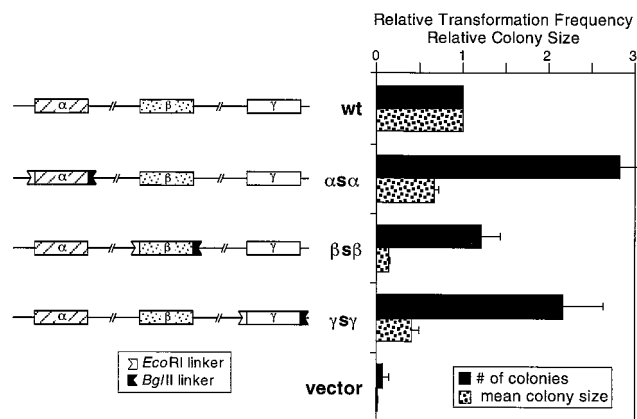 Relative Transformation Frequency
Relative Colony Size
0 1 2 3
α β γ wt
α β γ αsα
α β γ βsβ
α β γ γsγ
EcoRI linker
BglII linker
vector
# of colonies
mean colony size